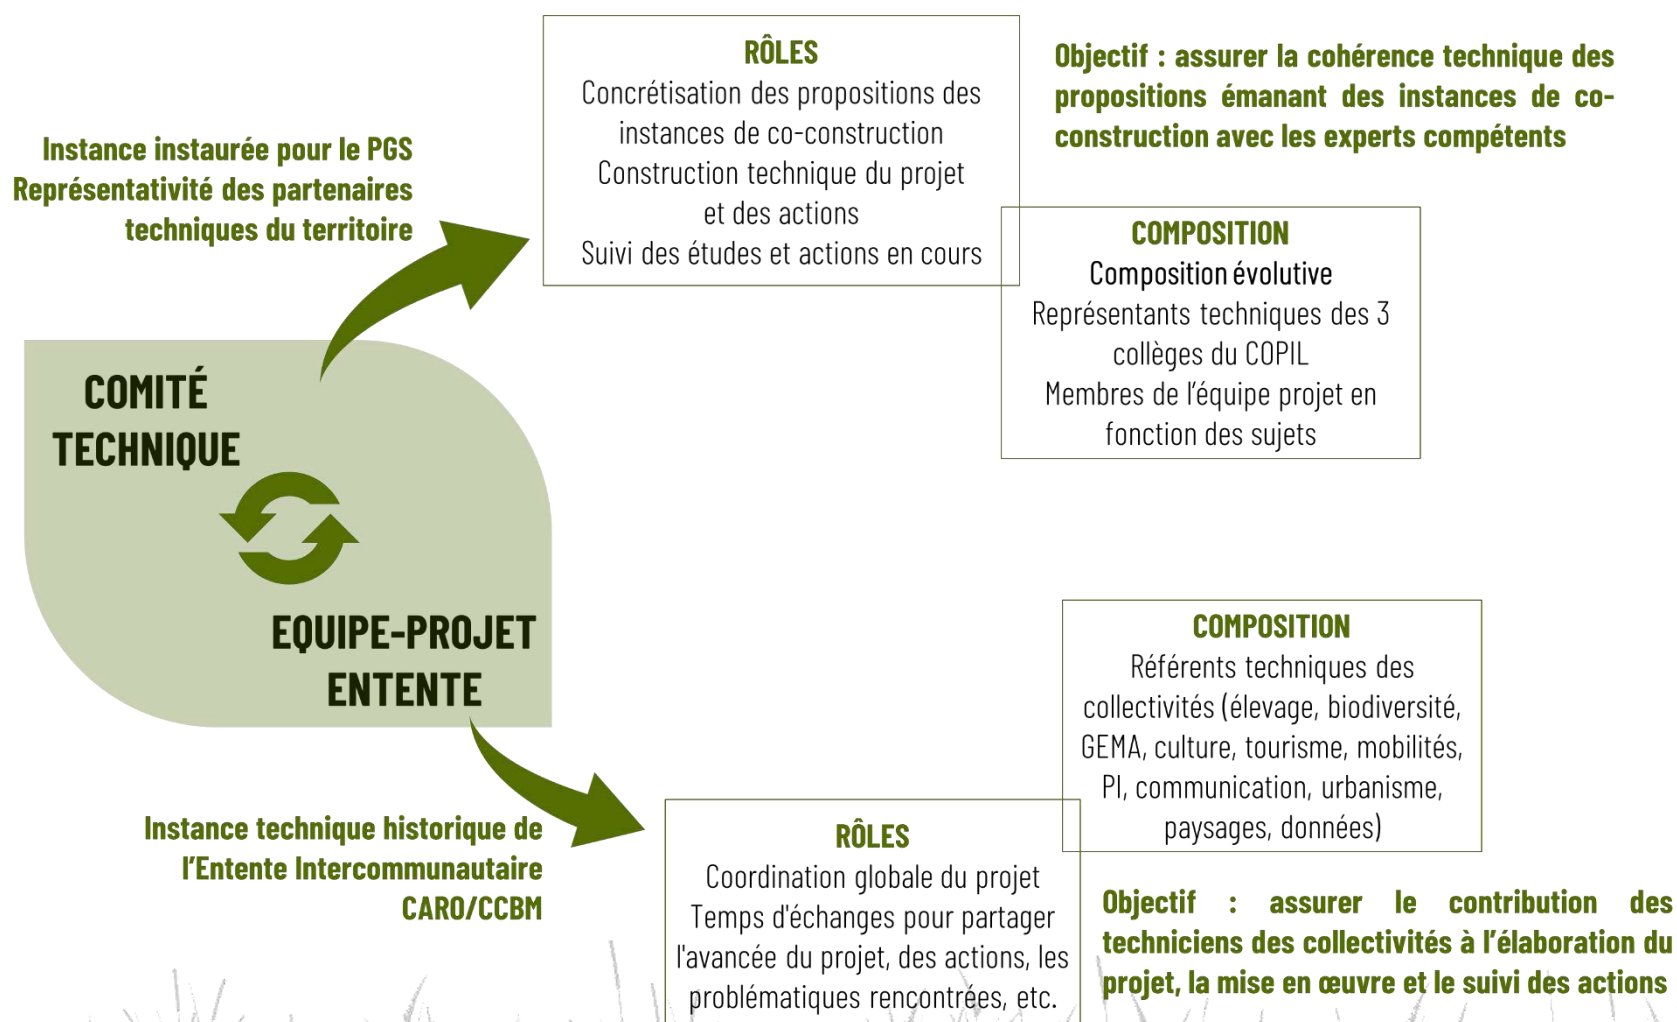 RÔLES
Concrétisation des propositions des
instances de co-construction
Construction technique du projet
et des actions
Suivi des études et actions en cours
Objectif : assurer la cohérence technique des
propositions émanant des instances de co-
construction avec les experts compétents
Instance instaurée pour le PGS
Représentativité des partenaires
techniques du territoire
COMPOSITION
Composition évolutive
Représentants techniques des 3
collèges du COPIL
Membres de l'équipe projet en
fonction des sujets
COMITÉ
TECHNIQUE
EQUIPE-PROJET
ENTENTE
COMPOSITION
Référents techniques des
collectivités (élevage, biodiversité,
GEMA, culture, tourisme, mobilités,
PI, communication, urbanisme,
paysages, données)
Instance technique historique de
l'Entente Intercommunautaire
CARO/CCBM
RÔLES
Coordination globale du projet
Temps d'échanges pour partager
l'avancée du projet, des actions, les
problématiques rencontrées, etc.
Objectif : assurer le contribution des
techniciens des collectivités à l'élaboration du
projet, la mise en œuvre et le suivi des actions